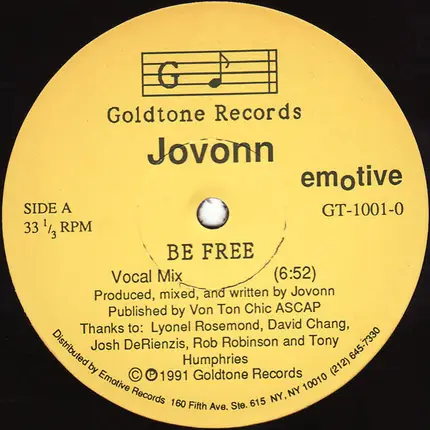 G
Goldtone Records
Jovonn
emotive
SIDE A
GT-1001-0
33 1/3 RPM
BE FREE
Vocal Mix (6:52)
Produced, mixed, and written by Jovonn
Published by Von Ton Chic ASCAP
Thanks to: Lyonel Rosemond, David Chang,
Josh DeRienzis, Rob Robinson and Tony
Humphries
© ℗ 1991 Goldtone Records
Distributed by Emotive Records 160 Fifth Ave. Ste. 615 NY, NY 10010 (212) 645-7330